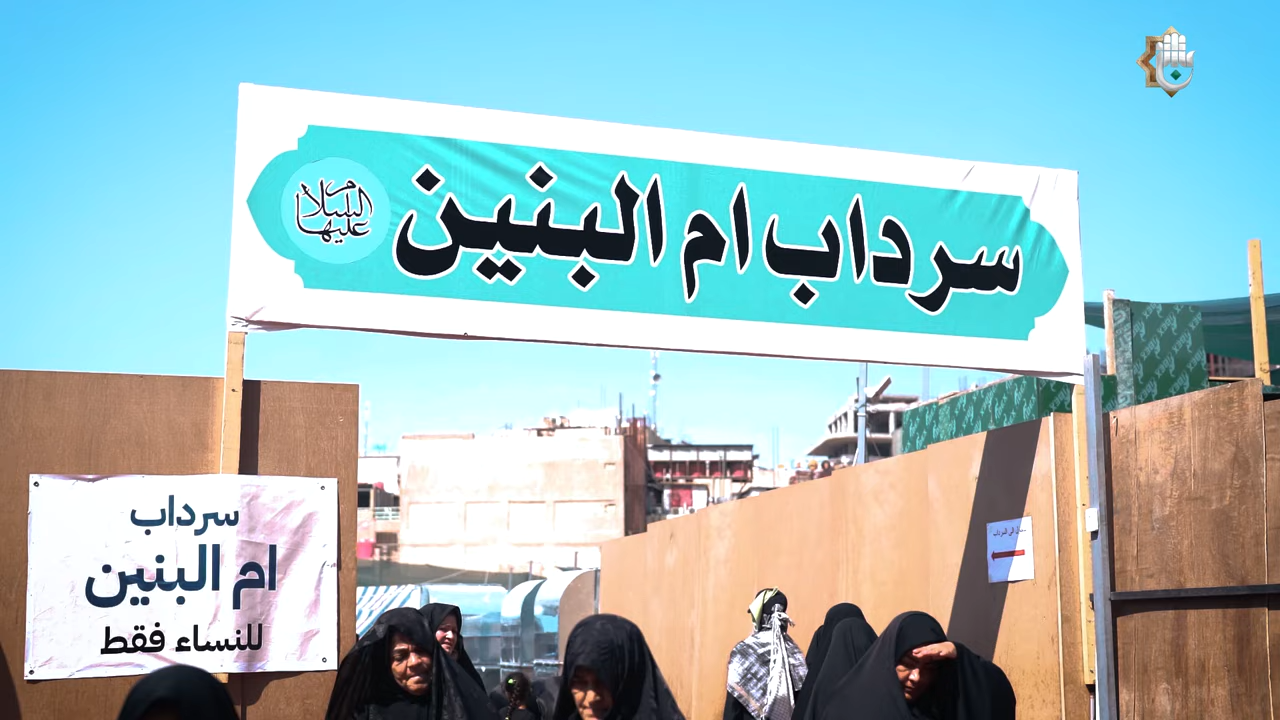 سرداب ام البنين
عليها السلام
سرداب
ام البنين
للنساء فقط